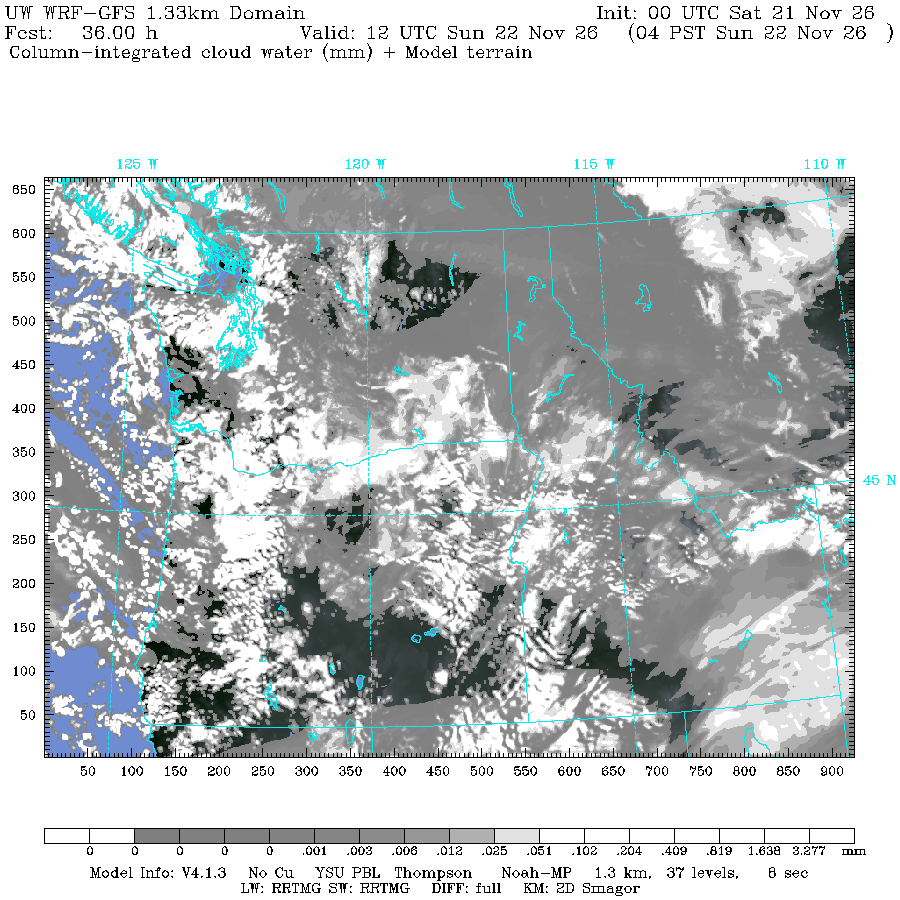 UW WRF-GFS 1.33km Domain Init: 00 UTC Sat 21 Nov 26
Fcst: 36.00 h Valid: 12 UTC Sun 22 Nov 26 (04 PST Sun 22 Nov 26 )
Column-integrated cloud water (mm) + Model terrain
125 W 120 W 115 W 110 W
650
600
550
500
450
400
350
300
250
200
150
100
50
45 N
50 100 150 200 250 300 350 400 450 500 550 600 650 700 750 800 850 900
0 0 0 0 0 .001 .003 .006 .012 .025 .051 .102 .204 .409 .819 1.638 3.277 mm
Model Info: V4.1.3 No Cu YSU PBL Thompson Noah-MP 1.3 km, 37 levels, 8 sec
LW: RRTMG SW: RRTMG DIFF: full KM: 2D Smagor